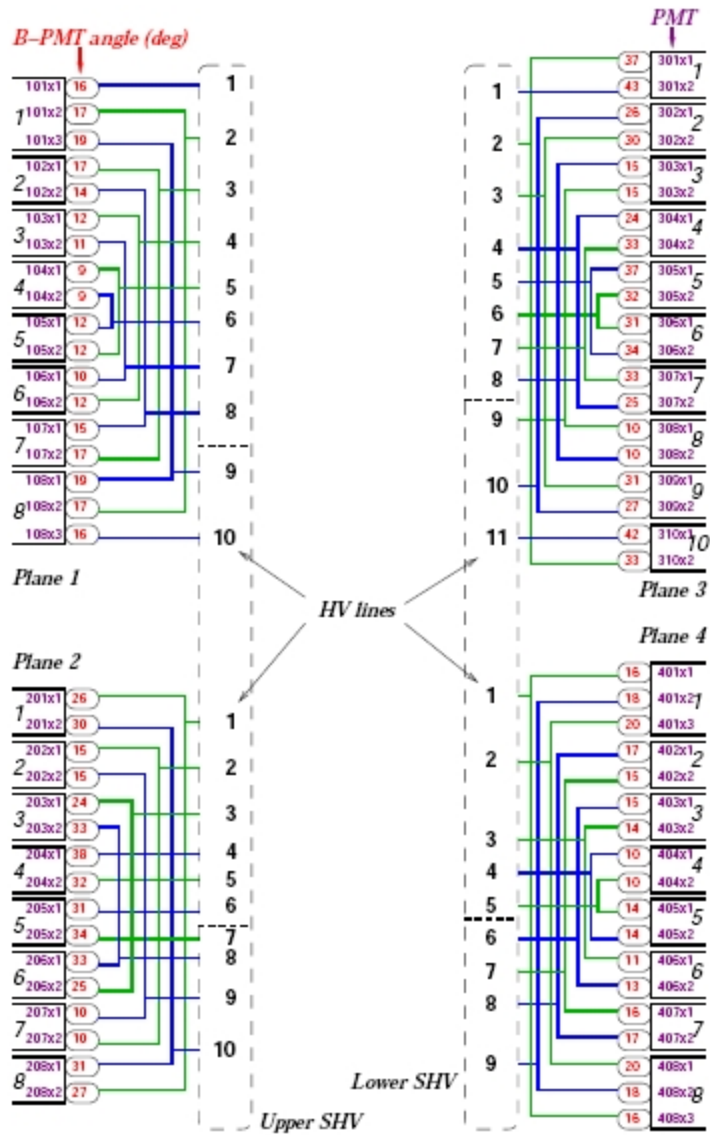 PMT
B–PMT angle (deg)
Plane 1
1
101x1 16
101x2 17
101x3 19
2
102x1 17
102x2 14
3
103x1 12
103x2 11
4
104x1 9
104x2 9
5
105x1 12
105x2 12
6
106x1 10
106x2 12
7
107x1 15
107x2 17
8
108x1 19
108x2 17
108x3 16
1
2
3
4
5
6
7
8
9
10
1
2
3
4
5
6
7
8
9
10
11
37 301x1
43 301x2
1
26 302x1
30 302x2
2
15 303x1
15 303x2
3
24 304x1
33 304x2
4
37 305x1
32 305x2
5
31 306x1
34 306x2
6
33 307x1
25 307x2
7
10 308x1
10 308x2
8
31 309x1
27 309x2
9
42 310x1
33 310x2
10
Plane 3
HV lines
Plane 2
1
201x1 26
201x2 30
2
202x1 15
202x2 15
3
203x1 24
203x2 33
4
204x1 38
204x2 32
5
205x1 31
205x2 34
6
206x1 33
206x2 25
7
207x1 10
207x2 10
8
208x1 31
208x2 27
1
2
3
4
5
6
7
8
9
10
Upper SHV
Plane 4
1
2
3
4
5
6
7
8
9
Lower SHV
16 401x1
18 401x2
20 401x3
1
17 402x1
15 402x2
2
15 403x1
14 403x2
3
10 404x1
10 404x2
4
14 405x1
14 405x2
5
11 406x1
13 406x2
6
16 407x1
17 407x2
7
20 408x1
18 408x2
16 408x3
8